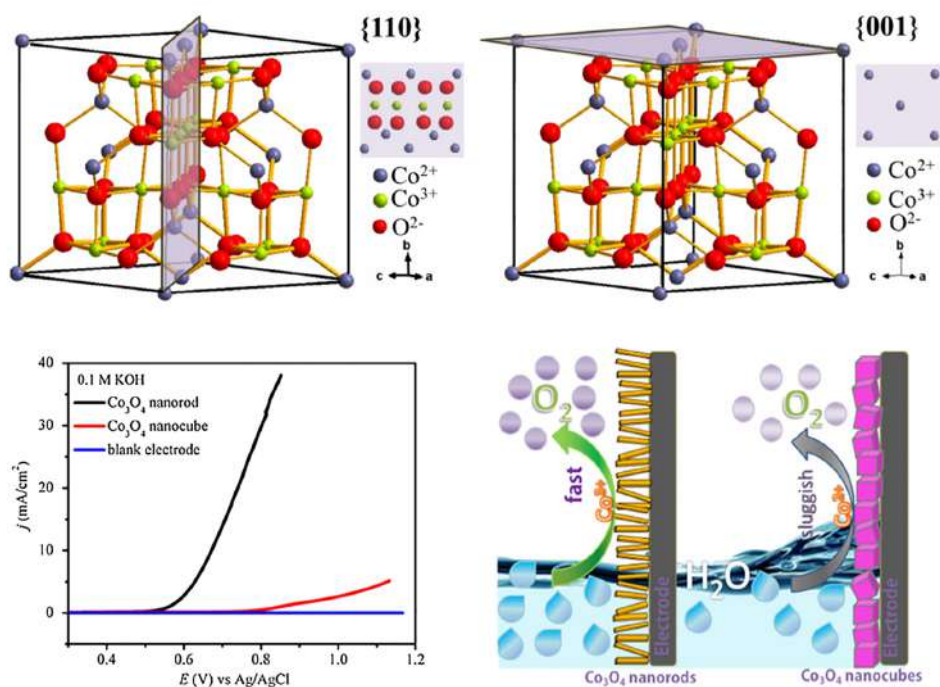 {110}
Co²⁺
Co³⁺
O²⁻
b
c a
{001}
Co²⁺
Co³⁺
O²⁻
b
c a
0.1 M KOH
Co₃O₄ nanorod
Co₃O₄ nanocube
blank electrode
40
30
20
10
0
j (mA/cm²)
0.4 0.6 0.8 1.0 1.2
E (V) vs Ag/AgCl
O₂
fast
Co³⁺
Electrode
Co₃O₄ nanorods
H₂O
O₂
sluggish
Co³⁺
Electrode
Co₃O₄ nanocubes